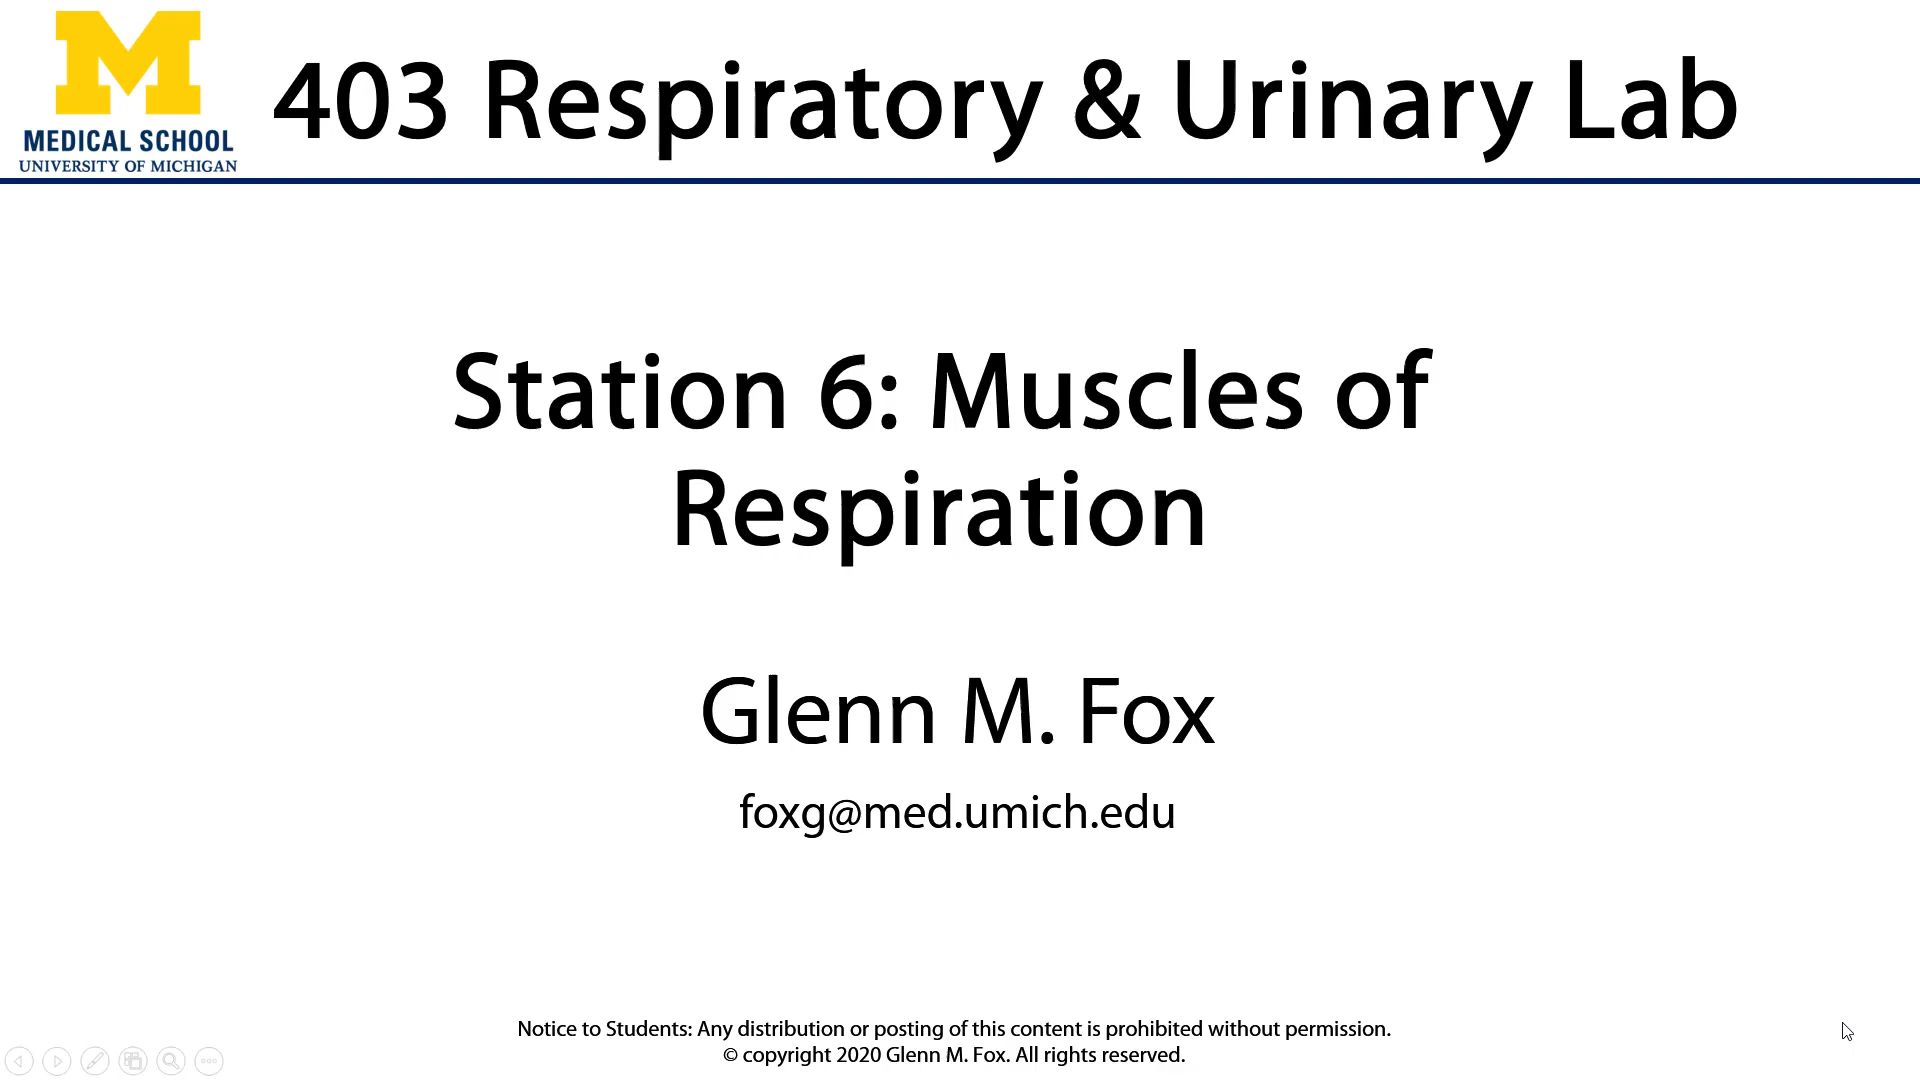 M
MEDICAL SCHOOL
UNIVERSITY OF MICHIGAN
403 Respiratory & Urinary Lab
Station 6: Muscles of
Respiration
Glenn M. Fox
foxg@med.umich.edu
Notice to Students: Any distribution or posting of this content is prohibited without permission.
© copyright 2020 Glenn M. Fox. All rights reserved.